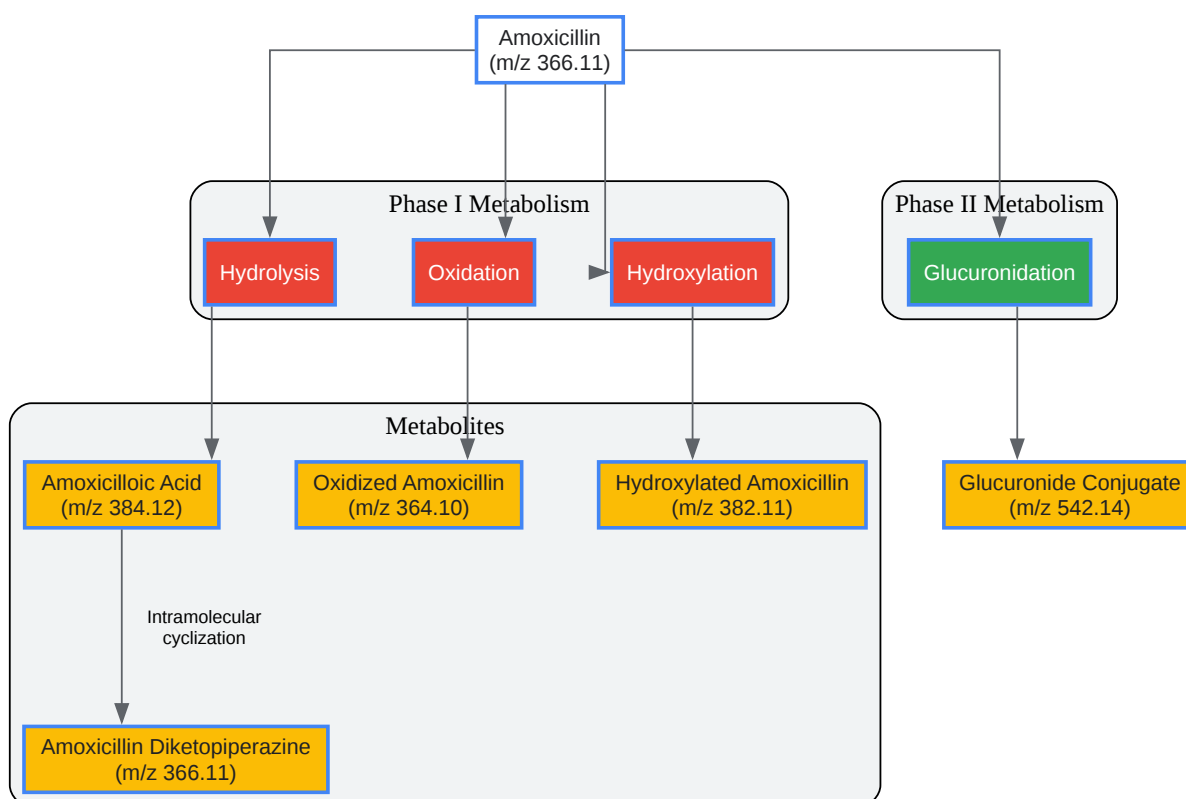 Amoxicillin
(m/z 366.11)
Phase I Metabolism
Phase II Metabolism
Hydrolysis
Oxidation
Hydroxylation
Glucuronidation
Metabolites
Amoxicilloic Acid
(m/z 384.12)
Oxidized Amoxicillin
(m/z 364.10)
Hydroxylated Amoxicillin
(m/z 382.11)
Glucuronide Conjugate
(m/z 542.14)
Intramolecular
cyclization
Amoxicillin Diketopiperazine
(m/z 366.11)